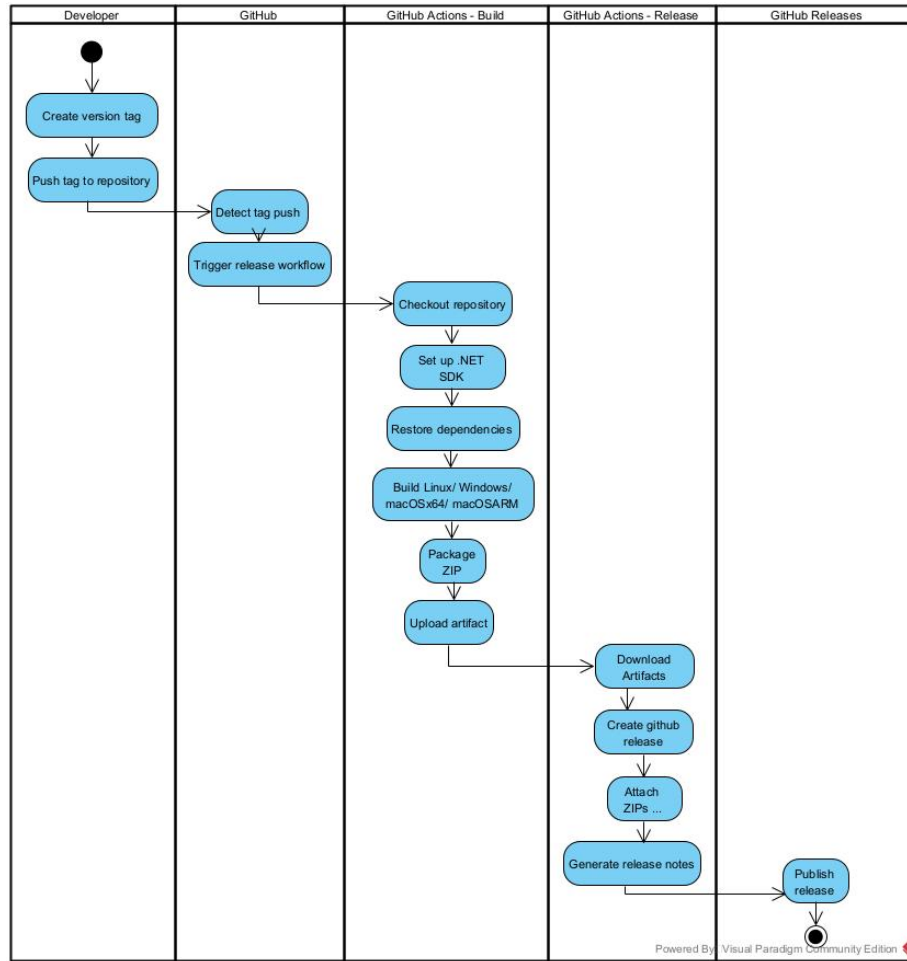 Developer
GitHub
GitHub Actions - Build
GitHub Actions - Release
GitHub Releases
Create version tag
Push tag to repository
Detect tag push
Trigger release workflow
Checkout repository
Set up .NET
SDK
Restore dependencies
Build Linux/ Windows/
macOSx64/ macOSARM
Package
ZIP
Upload artifact
Download
Artifacts
Create github
release
Attach
ZIPs ...
Generate release notes
Publish
release
Powered By Visual Paradigm Community Edition